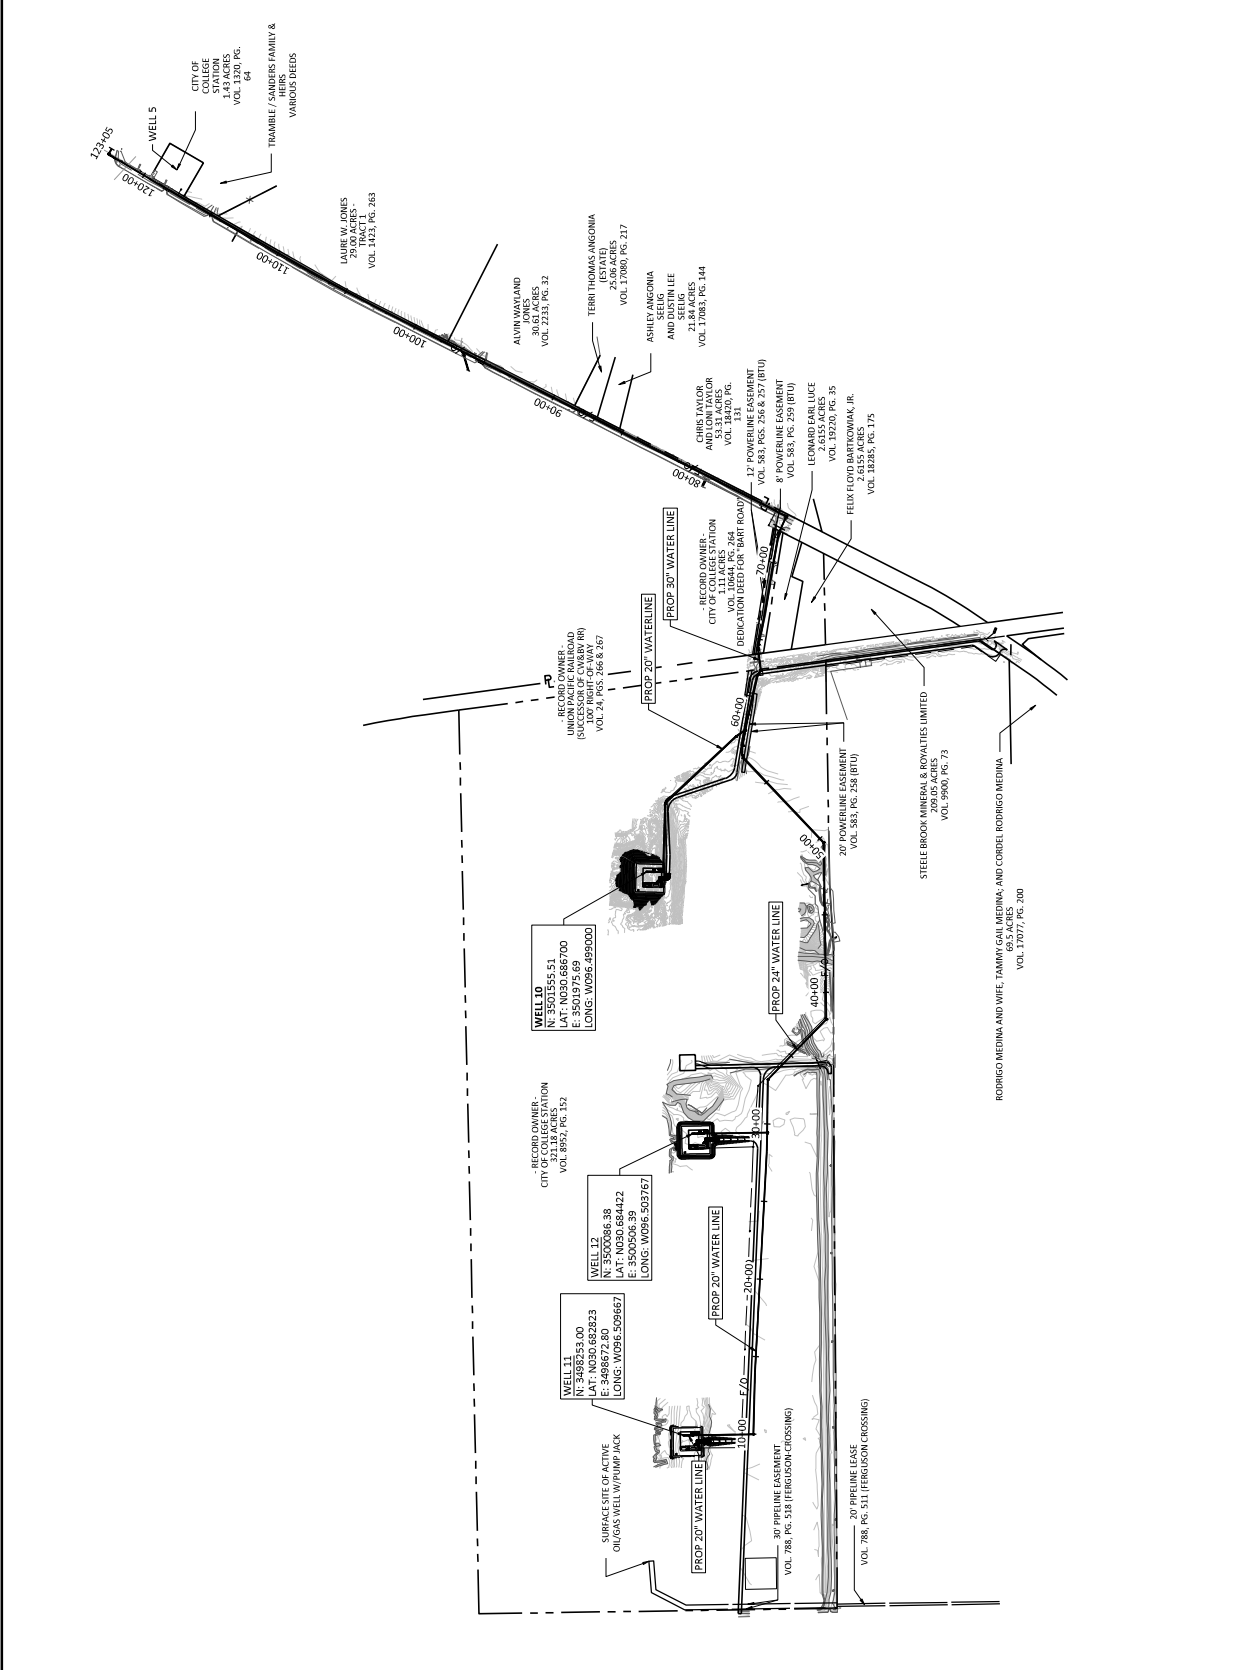 123+05
120+00
WELL 5
CITY OF
COLLEGE
STATION
1.43 ACRES
VOL. 1320, PG.
64
TRAMBLE / SANDERS FAMILY &
HEIRS
VARIOUS DEEDS
110+00
LAURE W. JONES
29.00 ACRES -
TRACT 1
VOL. 1423, PG. 263
100+00
ALVIN WAYLAND
JONES
30.61 ACRES
VOL. 2233, PG. 32
90+00
TERRI THOMAS ANGONIA
(ESTATE)
25.06 ACRES
VOL. 17080, PG. 217
ASHLEY ANGONIA
SEELIG
AND DUSTIN LEE
SEELIG
21.84 ACRES
VOL. 17083, PG. 144
80+00
CHRIS TAYLOR
AND LONI TAYLOR
53.31 ACRES
VOL. 18420, PG.
131
12' POWERLINE EASEMENT
VOL. 583, PGS. 256 & 257 (BTU)
8' POWERLINE EASEMENT
VOL. 583, PG. 259 (BTU)
LEONARD EARL LUCE
2.6155 ACRES
VOL. 19220, PG. 35
FELIX FLOYD BARTKOWIAK, JR.
2.6155 ACRES
VOL. 18285, PG. 175
- RECORD OWNER -
CITY OF COLLEGE STATION
1.11 ACRES
VOL. 10644, PG. 264
DEDICATION DEED FOR "BART ROAD"
70+00
PROP 30" WATER LINE
PROP 20" WATERLINE
- RECORD OWNER -
UNION PACIFIC RAILROAD
(SUCCESSOR OF CW&BV RR)
100' RIGHT-OF-WAY
VOL. 24, PGS. 266 & 267
60+00
20' POWERLINE EASEMENT
VOL. 583, PG. 258 (BTU)
STEELE BROOK MINERAL & ROYALTIES LIMITED
209.05 ACRES
VOL. 9900, PG. 73
RODRIGO MEDINA AND WIFE, TAMMY GAIL MEDINA; AND CORDEL RODRIGO MEDINA
69.5 ACRES
VOL. 17077, PG. 200
50+00
WELL 10
N: 3501555.51
LAT: N030.686700
E: 3501975.69
LONG: W096.499000
PROP 24" WATER LINE
40+00
F/O
- RECORD OWNER -
CITY OF COLLEGE STATION
321.18 ACRES
VOL. 8952, PG. 152
30+00
WELL 12
N: 3500086.38
LAT: N030.684422
E: 3500506.39
LONG: W096.503767
PROP 20" WATER LINE
20+00
WELL 11
N: 3498253.00
LAT: N030.682823
E: 3498672.80
LONG: W096.509667
F/O
10+00
SURFACE SITE OF ACTIVE
OIL/GAS WELL W/PUMP JACK
PROP 20" WATER LINE
30' PIPELINE EASEMENT
VOL. 788, PG. 518 (FERGUSON-CROSSING)
20' PIPELINE LEASE
VOL. 788, PG. 511 (FERGUSON CROSSING)